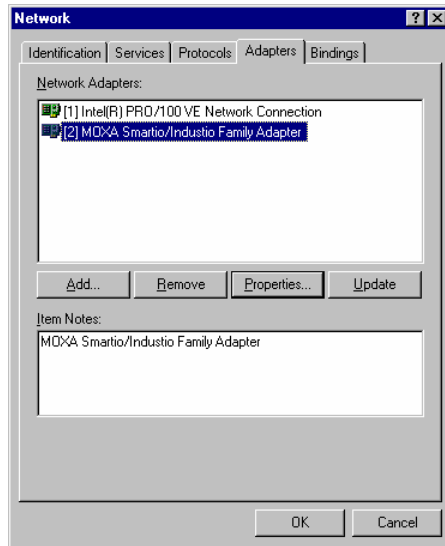 Network
Identification Services Protocols Adapters Bindings
Network Adapters:
[1] Intel(R) PRO/100 VE Network Connection
[2] MOXA Smartio/Industio Family Adapter
Add... Remove Properties... Update
Item Notes:
MOXA Smartio/Industio Family Adapter
OK Cancel